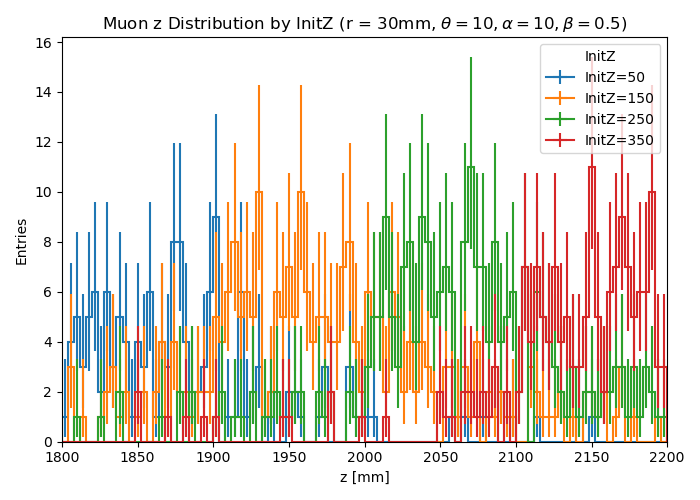 Muon z Distribution by InitZ (r = 30mm, θ = 10, α = 10, β = 0.5)
16
14
12
10
8
6
4
2
0
Entries
InitZ
InitZ=50
InitZ=150
InitZ=250
InitZ=350
1800 1850 1900 1950 2000 2050 2100 2150 2200
z [mm]